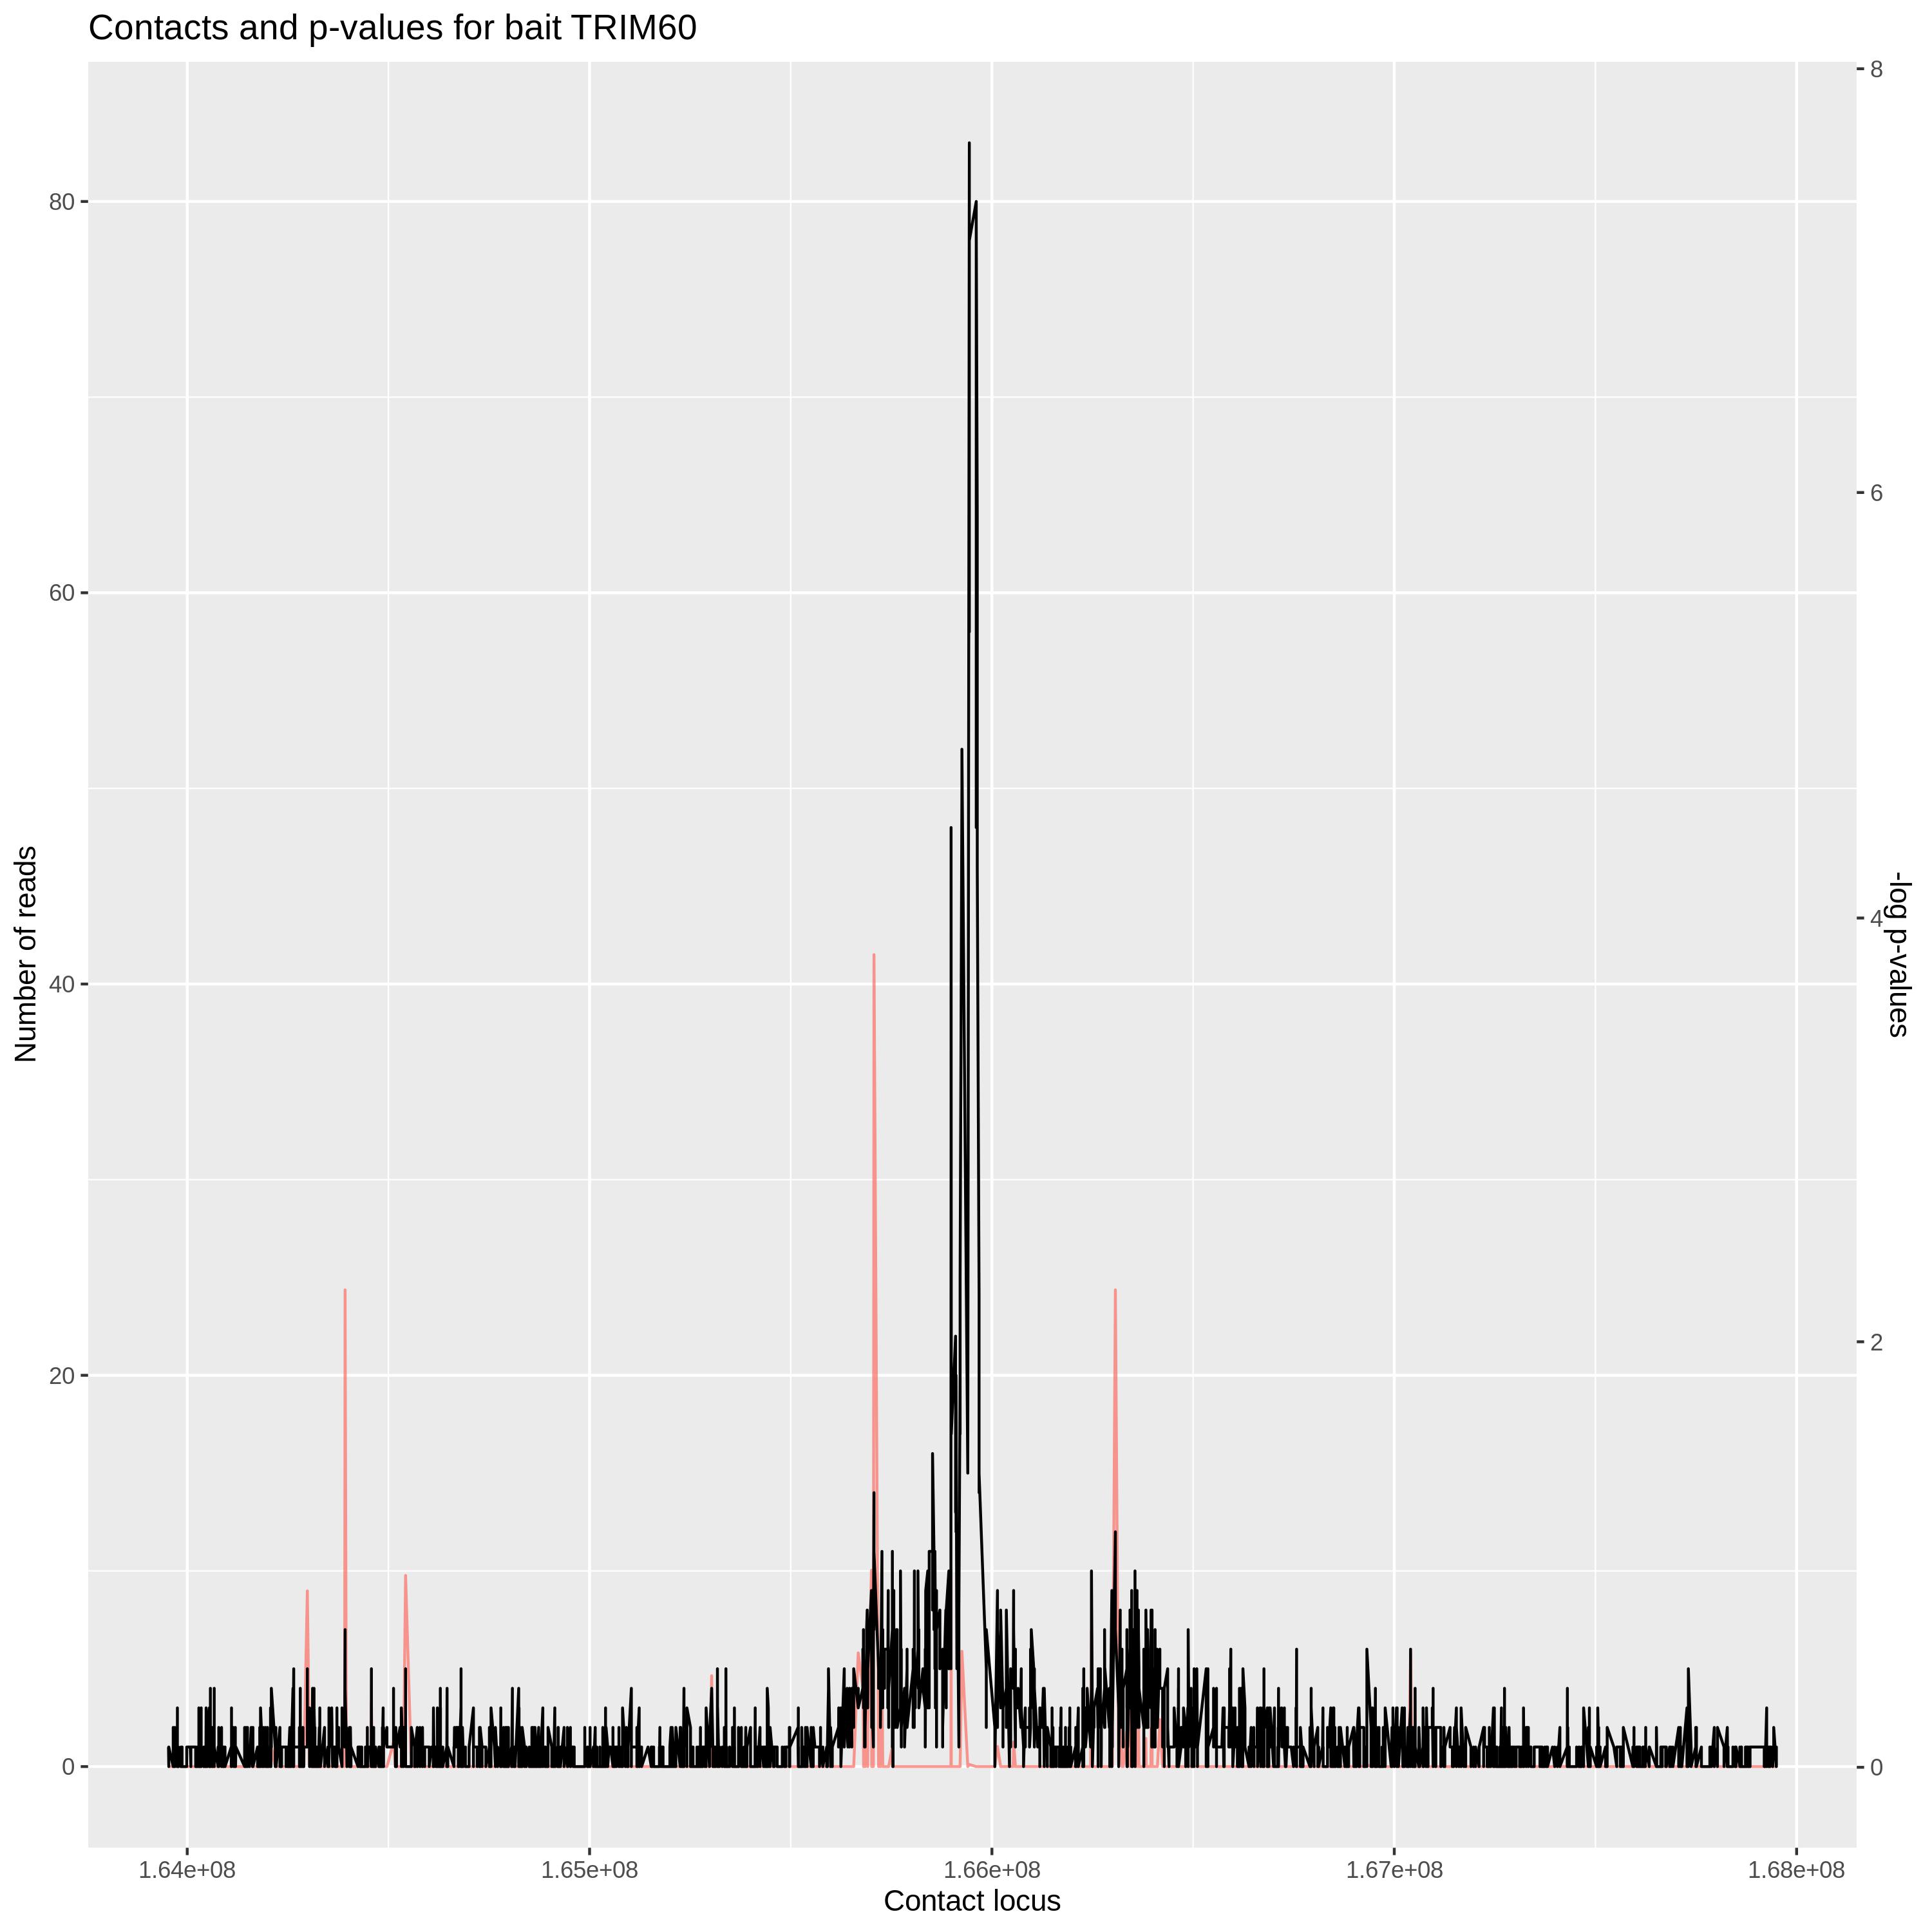 Contacts and p-values for bait TRIM60
8
80
6
60
4
40
2
20
0
0
Number of reads
-log p-values
1.64e+08 1.65e+08 1.66e+08 1.67e+08 1.68e+08
Contact locus